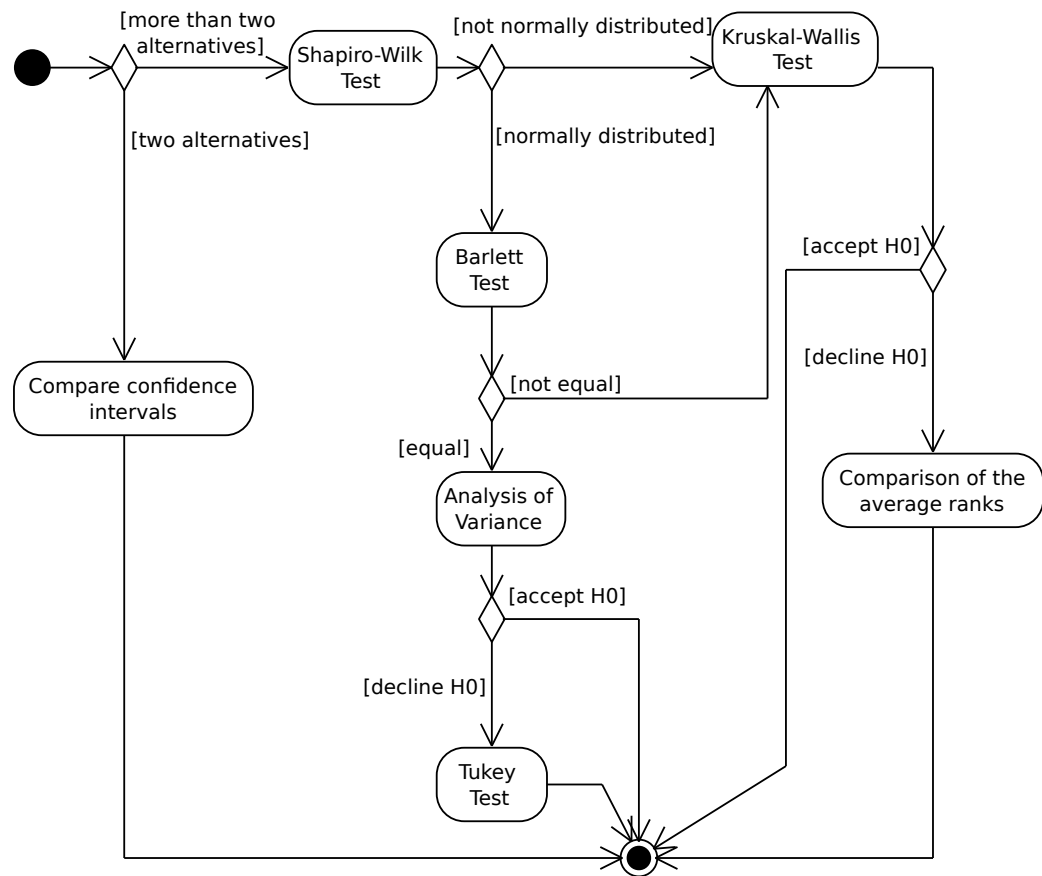 [more than two
alternatives]
Shapiro-Wilk
Test
[not normally distributed]
Kruskal-Wallis
Test
[two alternatives]
[normally distributed]
Barlett
Test
[accept H0]
[decline H0]
Compare confidence
intervals
[not equal]
[equal]
Analysis of
Variance
Comparison of the
average ranks
[accept H0]
[decline H0]
Tukey
Test